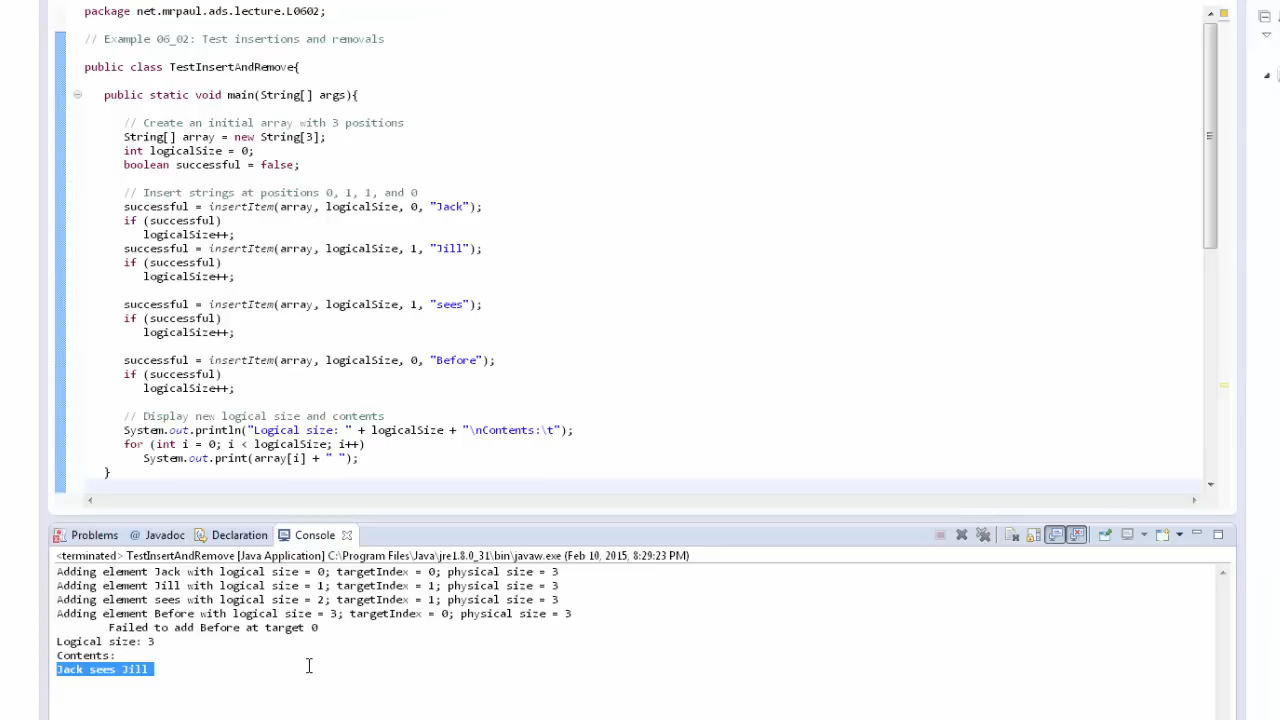 package net.mrpaul.ads.lecture.L0602;
// Example 06_02: Test insertions and removals
public class TestInsertAndRemove{
public static void main(String[] args){
// Create an initial array with 3 positions
String[] array = new String[3];
int logicalSize = 0;
boolean successful = false;
// Insert strings at positions 0, 1, 1, and 0
successful = insertItem(array, logicalSize, 0, "Jack");
if (successful)
logicalSize++;
successful = insertItem(array, logicalSize, 1, "Jill");
if (successful)
logicalSize++;
successful = insertItem(array, logicalSize, 1, "sees");
if (successful)
logicalSize++;
successful = insertItem(array, logicalSize, 0, "Before");
if (successful)
logicalSize++;
// Display new logical size and contents
System.out.println("Logical size: " + logicalSize + "\nContents:\t");
for (int i = 0; i < logicalSize; i++)
System.out.print(array[i] + " ");
}
Problems @ Javadoc Declaration Console
<terminated> TestInsertAndRemove [Java Application] C:\Program Files\Java\jre1.8.0_31\bin\javaw.exe (Feb 10, 2015, 8:29:23 PM)
Adding element Jack with logical size = 0; targetIndex = 0; physical size = 3
Adding element Jill with logical size = 1; targetIndex = 1; physical size = 3
Adding element sees with logical size = 2; targetIndex = 1; physical size = 3
Adding element Before with logical size = 3; targetIndex = 0; physical size = 3
Failed to add Before at target 0
Logical size: 3
Contents:
Jack sees Jill